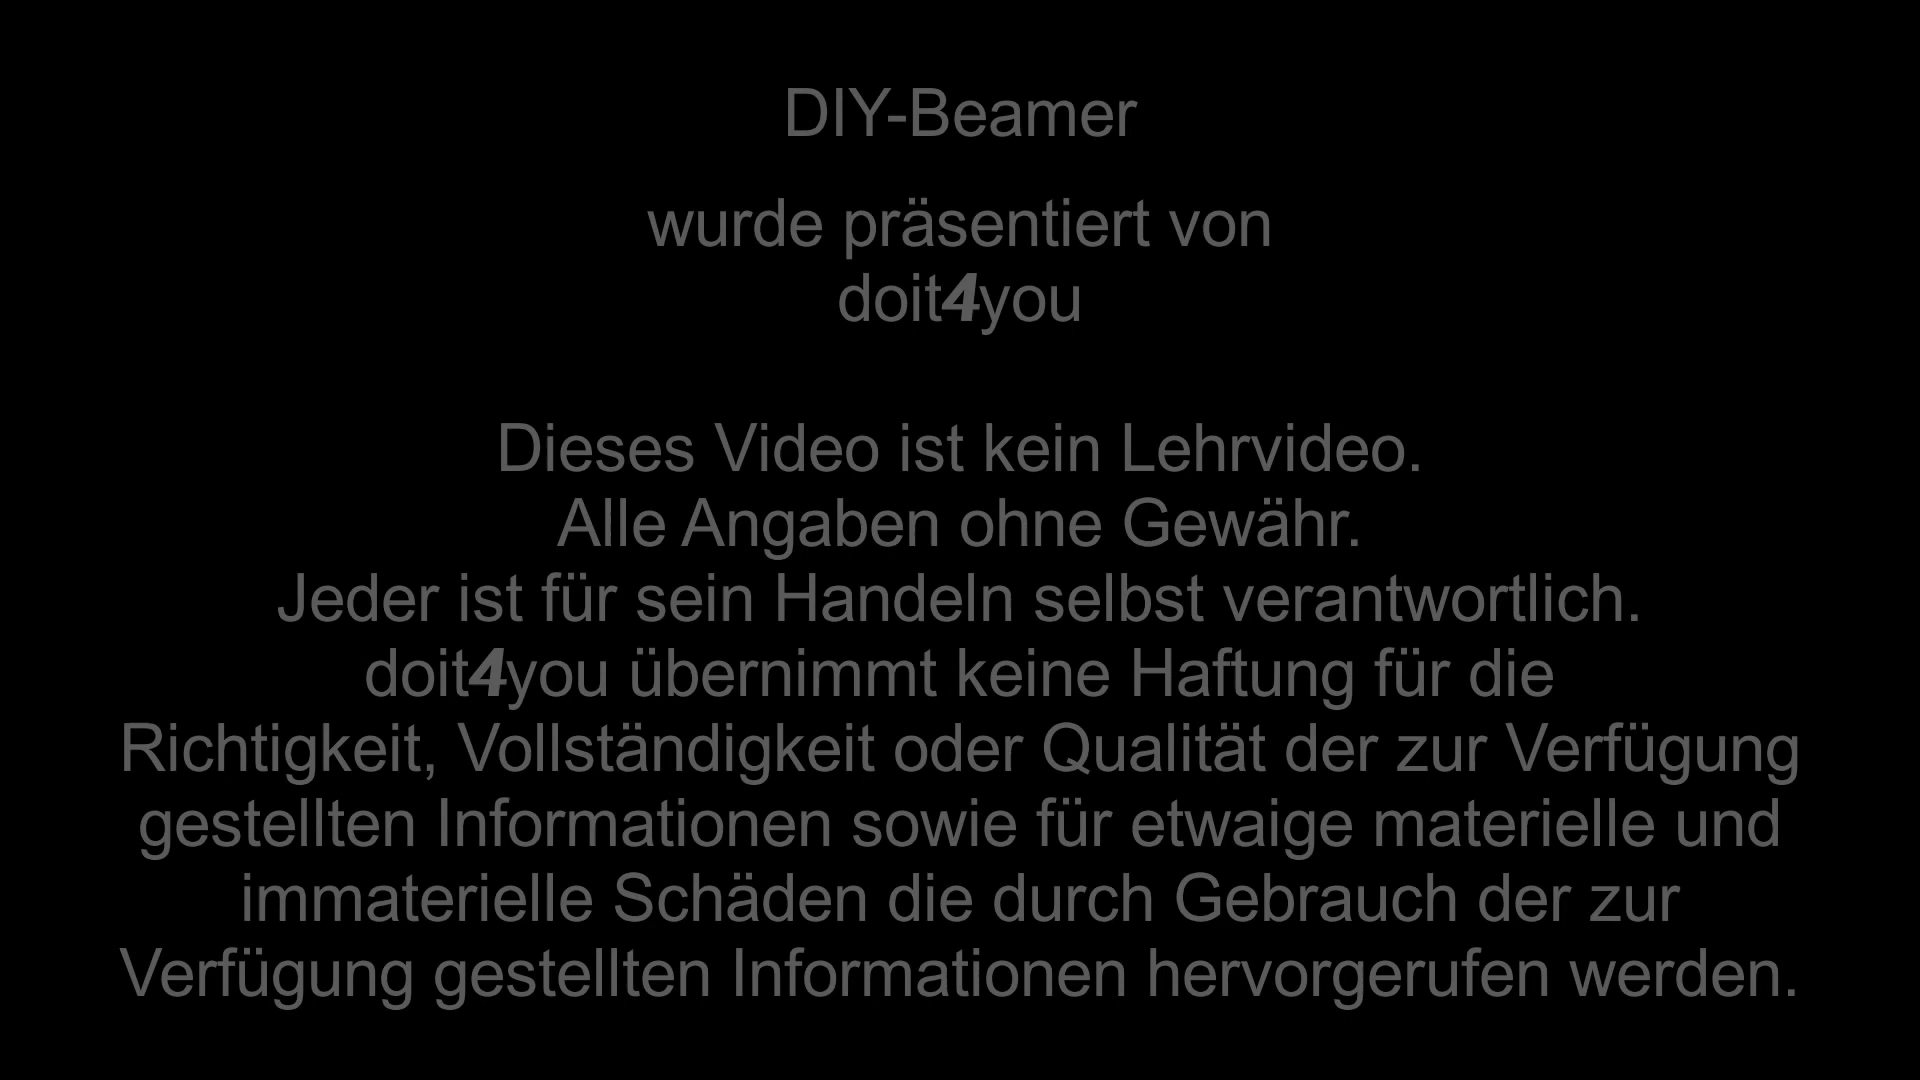 DIY-Beamer
wurde präsentiert von
doit4you
Dieses Video ist kein Lehrvideo.
Alle Angaben ohne Gewähr.
Jeder ist für sein Handeln selbst verantwortlich.
doit4you übernimmt keine Haftung für die
Richtigkeit, Vollständigkeit oder Qualität der zur Verfügung
gestellten Informationen sowie für etwaige materielle und
immaterielle Schäden die durch Gebrauch der zur
Verfügung gestellten Informationen hervorgerufen werden.